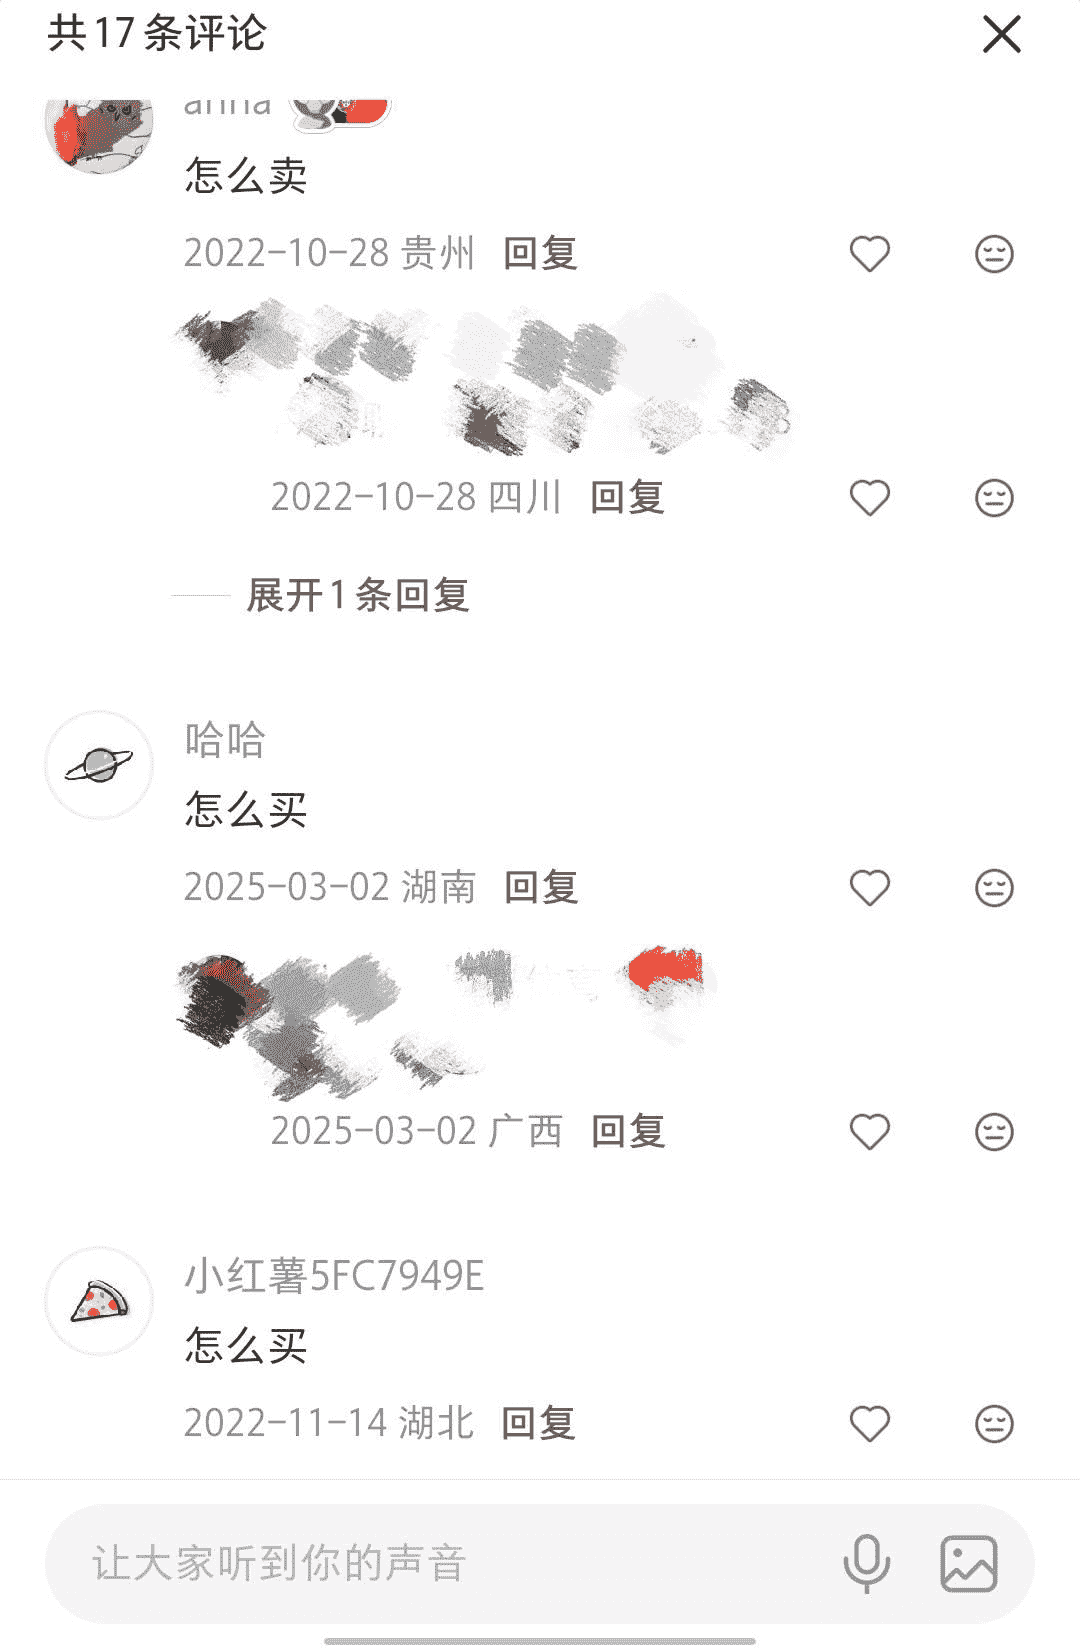 共17条评论
anna
怎么卖
2022-10-28 贵州 回复
2022-10-28 四川 回复
展开1条回复
哈哈
怎么买
2025-03-02 湖南 回复
2025-03-02 广西 回复
小红薯5FC7949E
怎么买
2022-11-14 湖北 回复
让大家听到你的声音